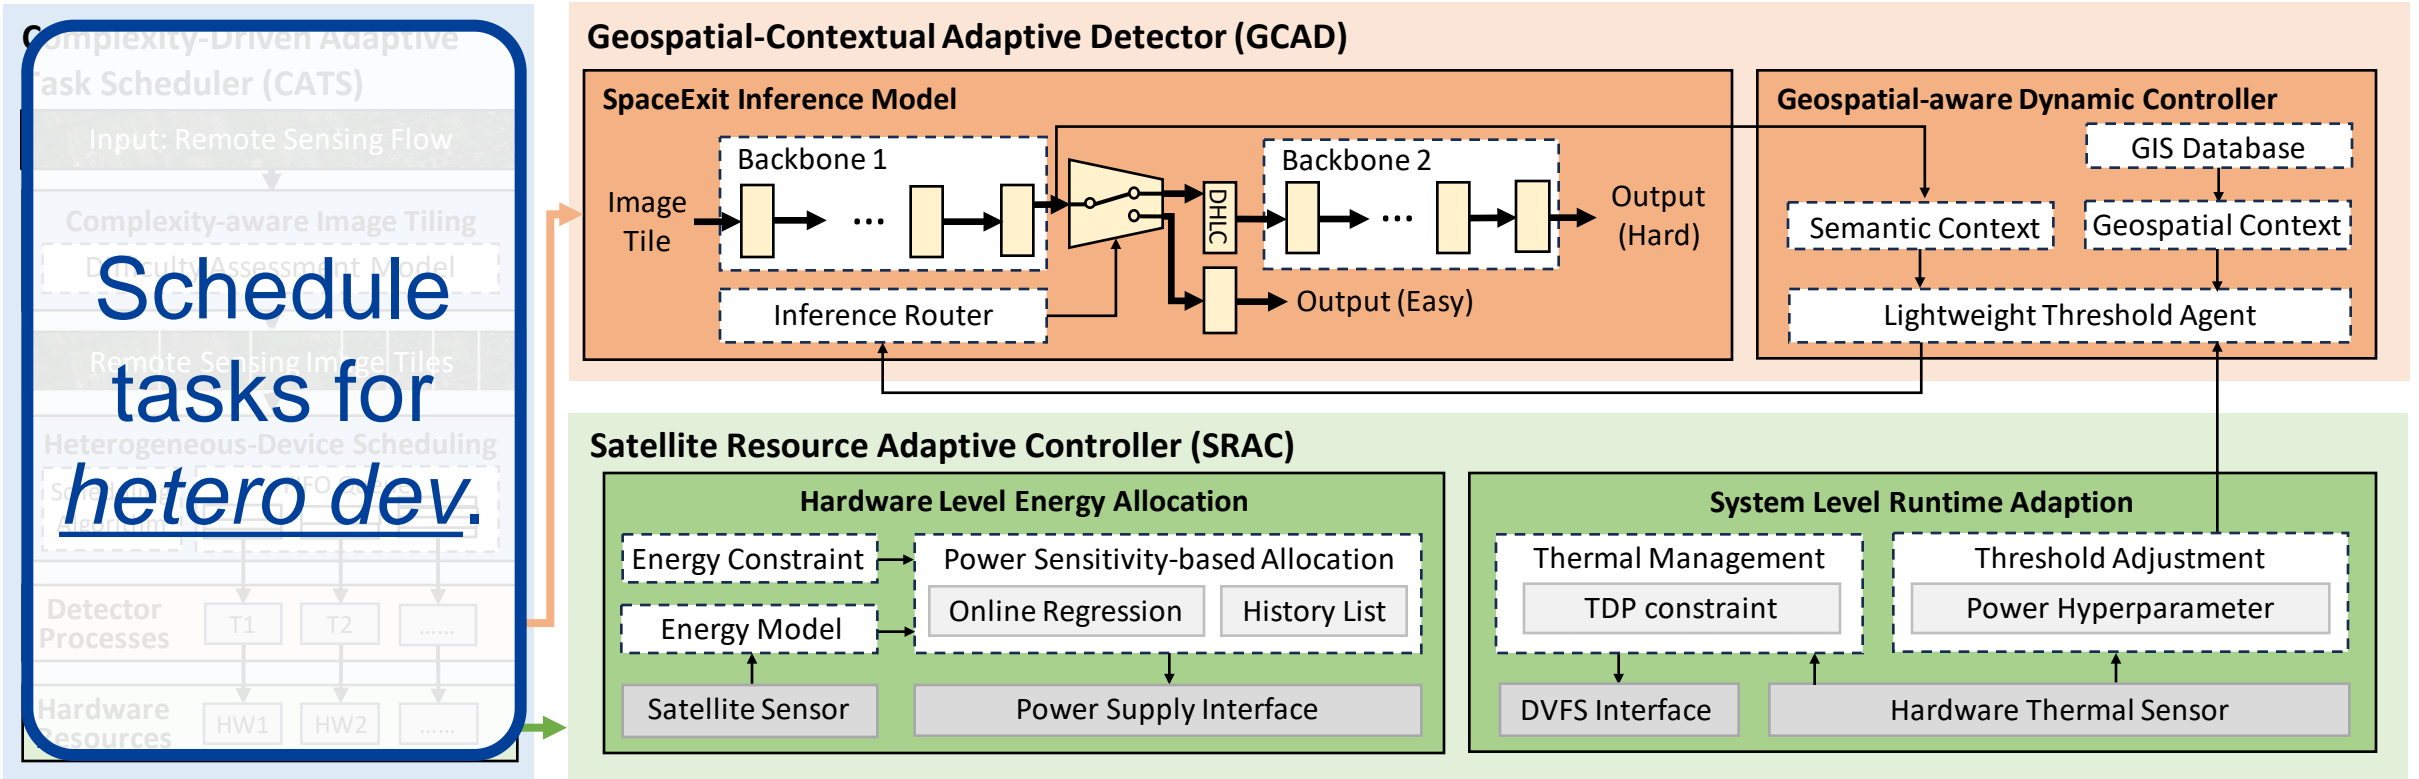 Complexity-Driven Adaptive
Task Scheduler (CATS)
Input: Remote Sensing Flow
Complexity-aware Image Tiling
Difficulty Assessment Model
Remote Sensing Image Tiles
Heterogeneous-Device Scheduling
Scheduling
Algorithm
Detector
Processes
T1
T2
......
Hardware
Resources
HW1
HW2
......
Schedule
tasks for
hetero dev.
Geospatial-Contextual Adaptive Detector (GCAD)
SpaceExit Inference Model
Backbone 1
Image
Tile
DHLC
Backbone 2
Output
(Hard)
Inference Router
Output (Easy)
Geospatial-aware Dynamic Controller
GIS Database
Semantic Context
Geospatial Context
Lightweight Threshold Agent
Satellite Resource Adaptive Controller (SRAC)
Hardware Level Energy Allocation
Energy Constraint
Energy Model
Power Sensitivity-based Allocation
Online Regression
History List
Satellite Sensor
Power Supply Interface
System Level Runtime Adaption
Thermal Management
TDP constraint
Threshold Adjustment
Power Hyperparameter
DVFS Interface
Hardware Thermal Sensor